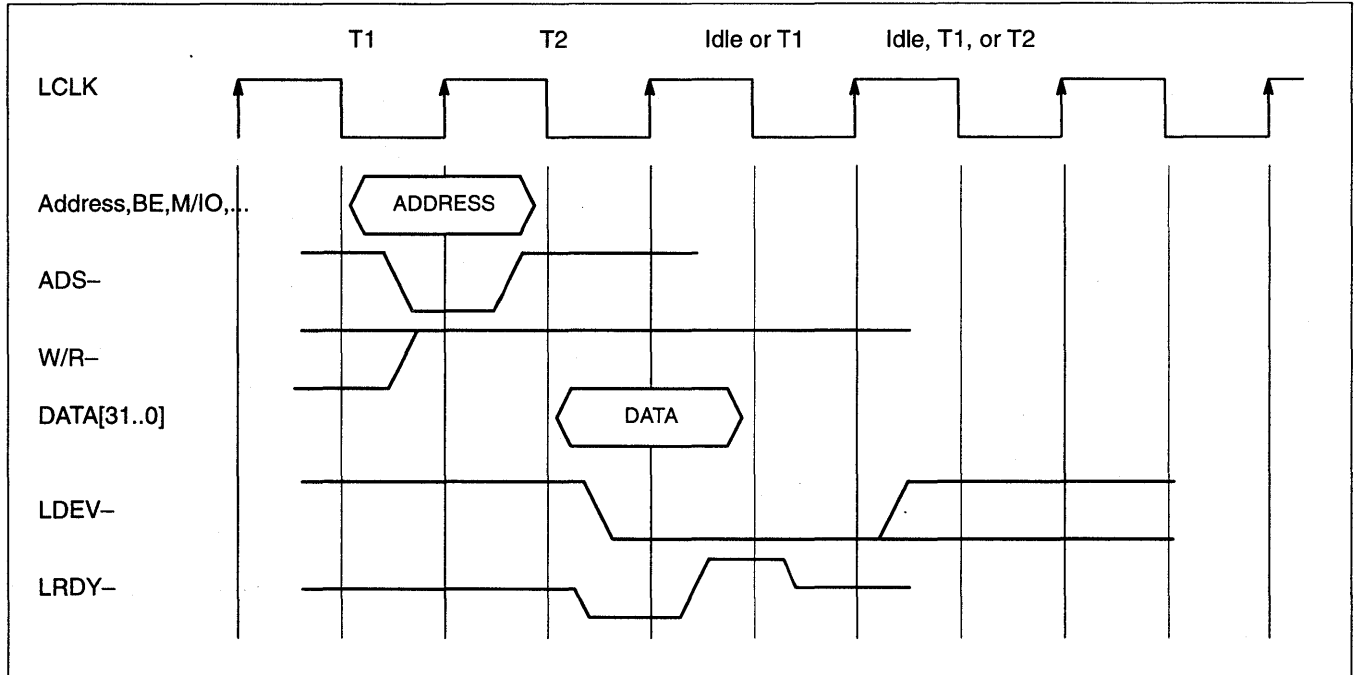 T1 T2 Idle or T1 Idle, T1, or T2
LCLK
Address,BE,M/IO,... ADDRESS
ADS–
W/R–
DATA[31..0] DATA
LDEV–
LRDY–